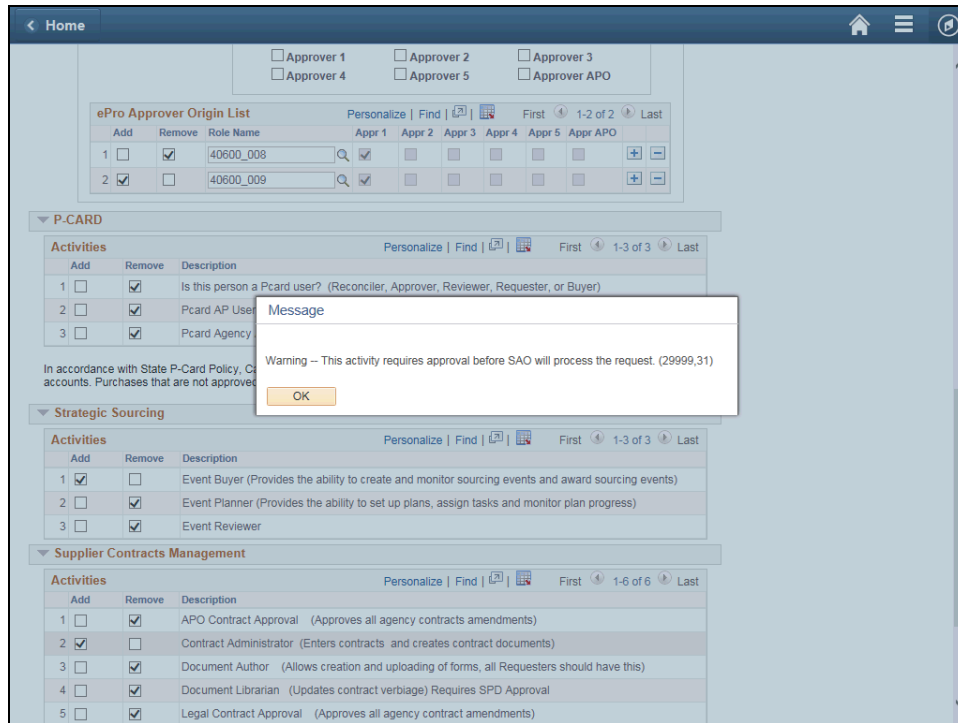 Home
Approver 1 Approver 2 Approver 3
Approver 4 Approver 5 Approver APO
ePro Approver Origin List Personalize | Find | First 1-2 of 2 Last
Add Remove Role Name Appr 1 Appr 2 Appr 3 Appr 4 Appr 5 Appr APO
1 40600_008
2 40600_009
P-CARD
Activities Personalize | Find | First 1-3 of 3 Last
Add Remove Description
1 Is this person a Pcard user? (Reconciler, Approver, Reviewer, Requester, or Buyer)
2 Pcard AP User
3 Pcard Agency
Message
Warning -- This activity requires approval before SAO will process the request. (29999,31)
OK
In accordance with State P-Card Policy,
accounts. Purchases that are not approved
Strategic Sourcing
Activities Personalize | Find | First 1-3 of 3 Last
Add Remove Description
1 Event Buyer (Provides the ability to create and monitor sourcing events and award sourcing events)
2 Event Planner (Provides the ability to set up plans, assign tasks and monitor plan progress)
3 Event Reviewer
Supplier Contracts Management
Activities Personalize | Find | First 1-6 of 6 Last
Add Remove Description
1 APO Contract Approval (Approves all agency contracts amendments)
2 Contract Administrator (Enters contracts and creates contract documents)
3 Document Author (Allows creation and uploading of forms, all Requesters should have this)
4 Document Librarian (Updates contract verbiage) Requires SPD Approval
5 Legal Contract Approval (Approves all agency contract amendments)